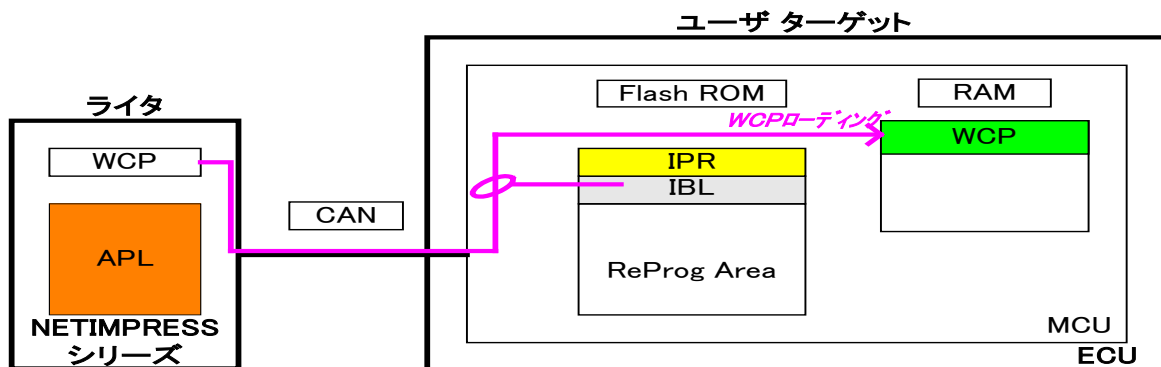 ユーザ ターゲット
ライタ
Flash ROM
RAM
WCPローディング
WCP
WCP
IPR
IBL
CAN
APL
ReProg Area
NETIMPRESS
シリーズ
MCU
ECU